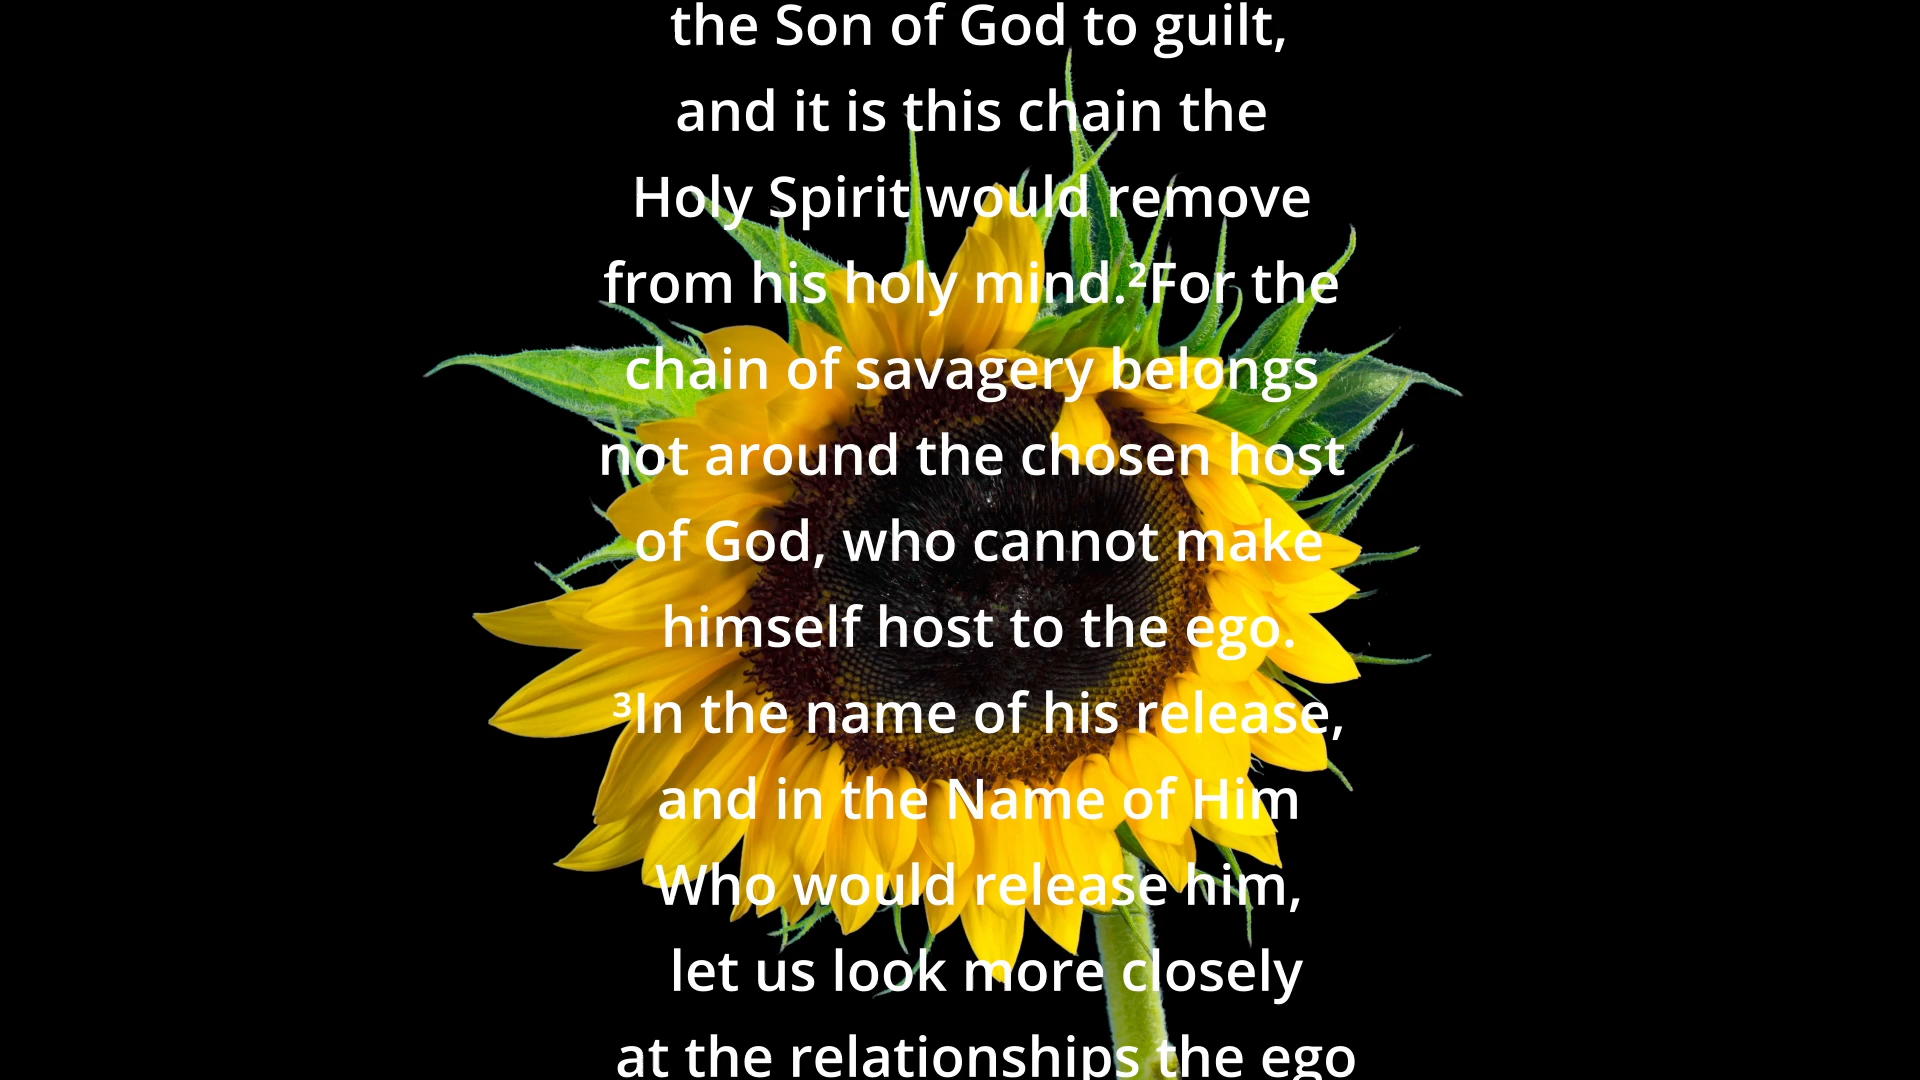 the Son of God to guilt,
and it is this chain the
Holy Spirit would remove
from his holy mind.²For the
chain of savagery belongs
not around the chosen host
of God, who cannot make
himself host to the ego.
³In the name of his release,
and in the Name of Him
Who would release him,
let us look more closely
at the relationships the ego